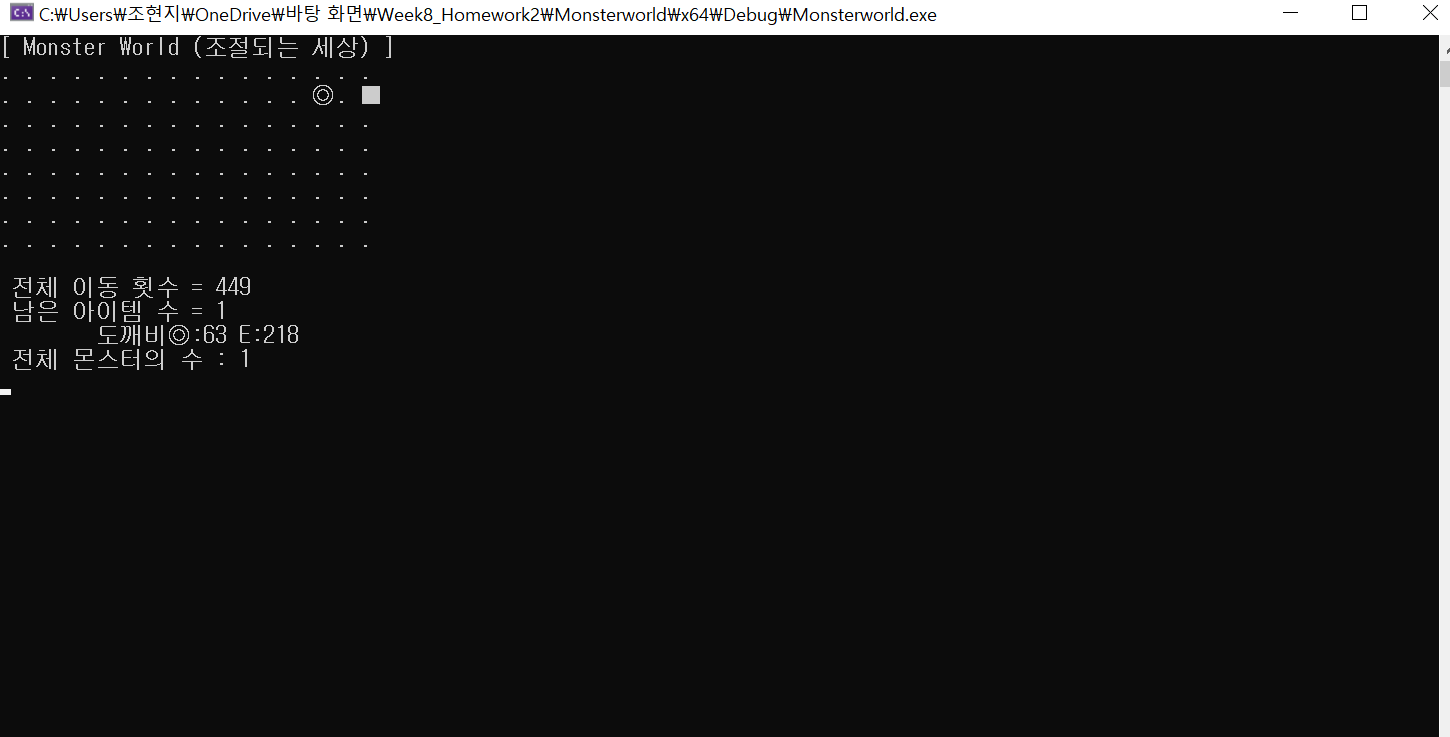 C:\Users\조현지\OneDrive\바탕 화면\Week8_Homework2\Monsterworld\x64\Debug\Monsterworld.exe
[ Monster World (조절되는 세상) ]
. . . . . . . . . . . . . . . .
. . . . . . . . . . . . . ◎. ■
. . . . . . . . . . . . . . . .
. . . . . . . . . . . . . . . .
. . . . . . . . . . . . . . . .
. . . . . . . . . . . . . . . .
. . . . . . . . . . . . . . . .
. . . . . . . . . . . . . . . .
전체 이동 횟수 = 449
남은 아이템 수 = 1
도깨비◎:63 E:218
전체 몬스터의 수 : 1